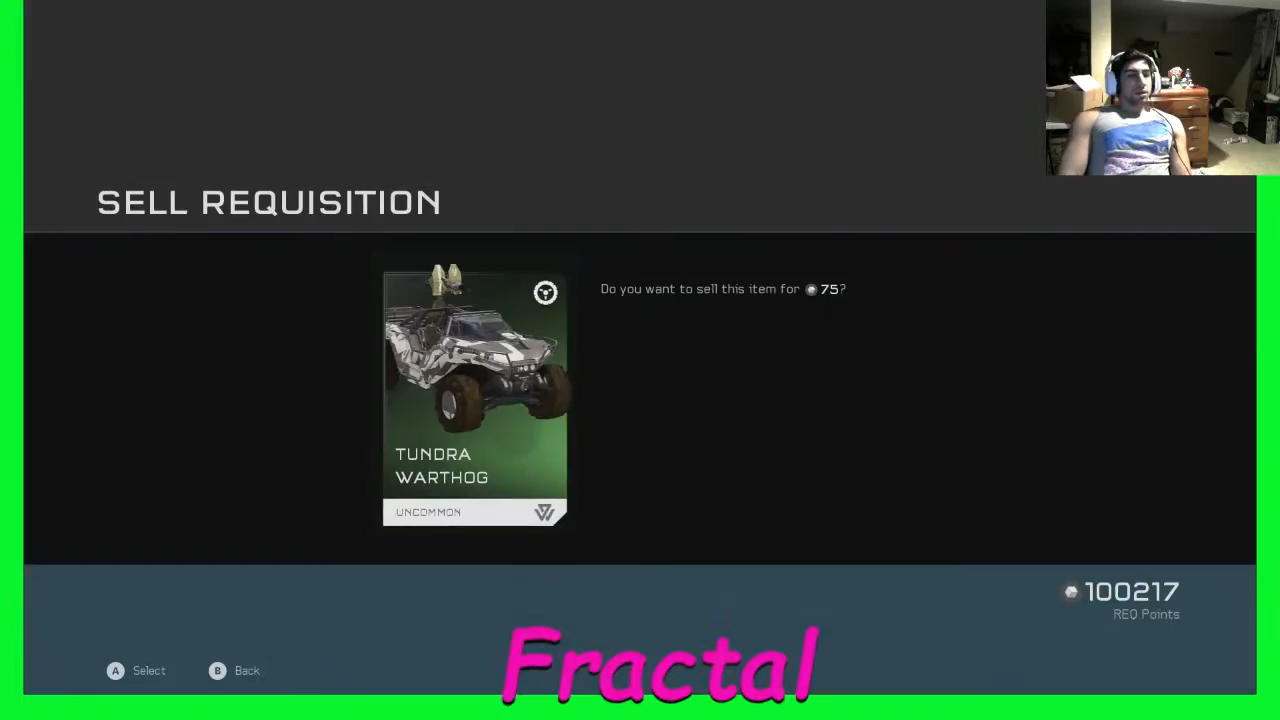 SELL REQUISITION
Do you want to sell this item for 75?
TUNDRA
WARTHOG
UNCOMMON
100217
REQ Points
A Select B Back
Fractal